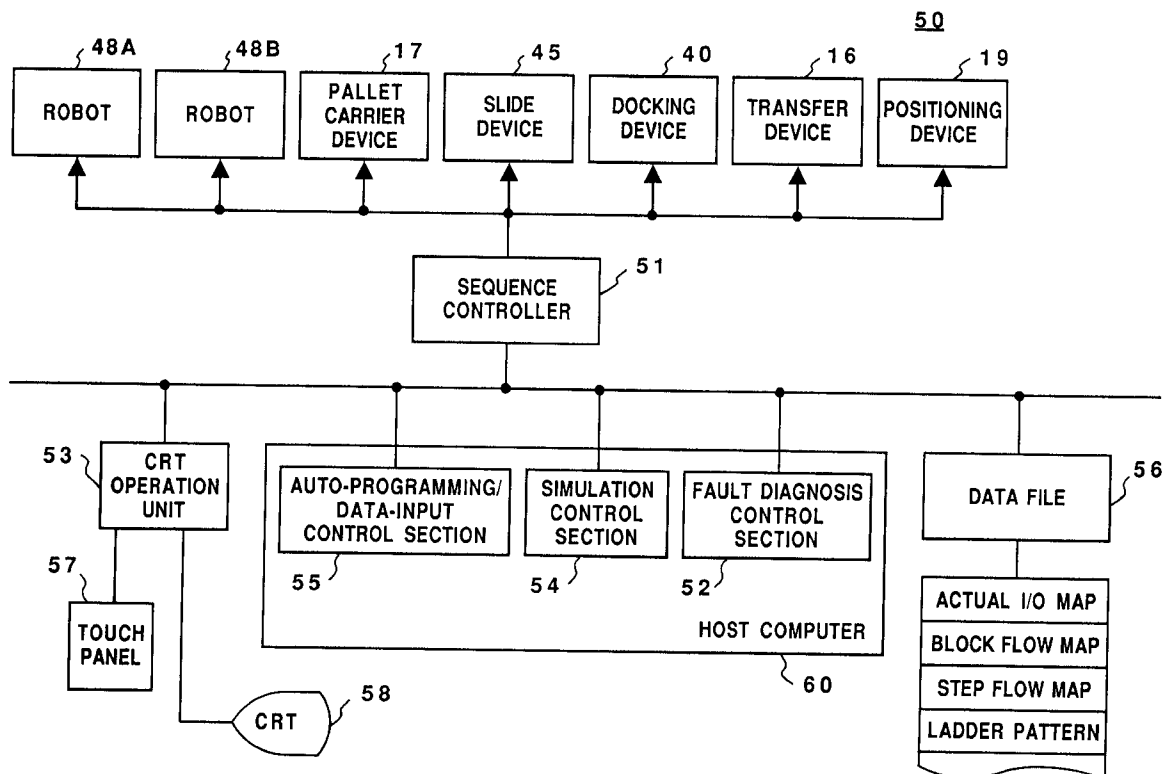 50
48A
48B
17
45
40
16
19
ROBOT
ROBOT
PALLET
CARRIER
DEVICE
SLIDE
DEVICE
DOCKING
DEVICE
TRANSFER
DEVICE
POSITIONING
DEVICE
51
SEQUENCE
CONTROLLER
53
CRT
OPERATION
UNIT
AUTO-PROGRAMMING/
DATA-INPUT
CONTROL SECTION
55
SIMULATION
CONTROL
SECTION
54
FAULT DIAGNOSIS
CONTROL
SECTION
52
HOST COMPUTER
60
DATA FILE
56
57
TOUCH
PANEL
CRT
58
ACTUAL I/O MAP
BLOCK FLOW MAP
STEP FLOW MAP
LADDER PATTERN